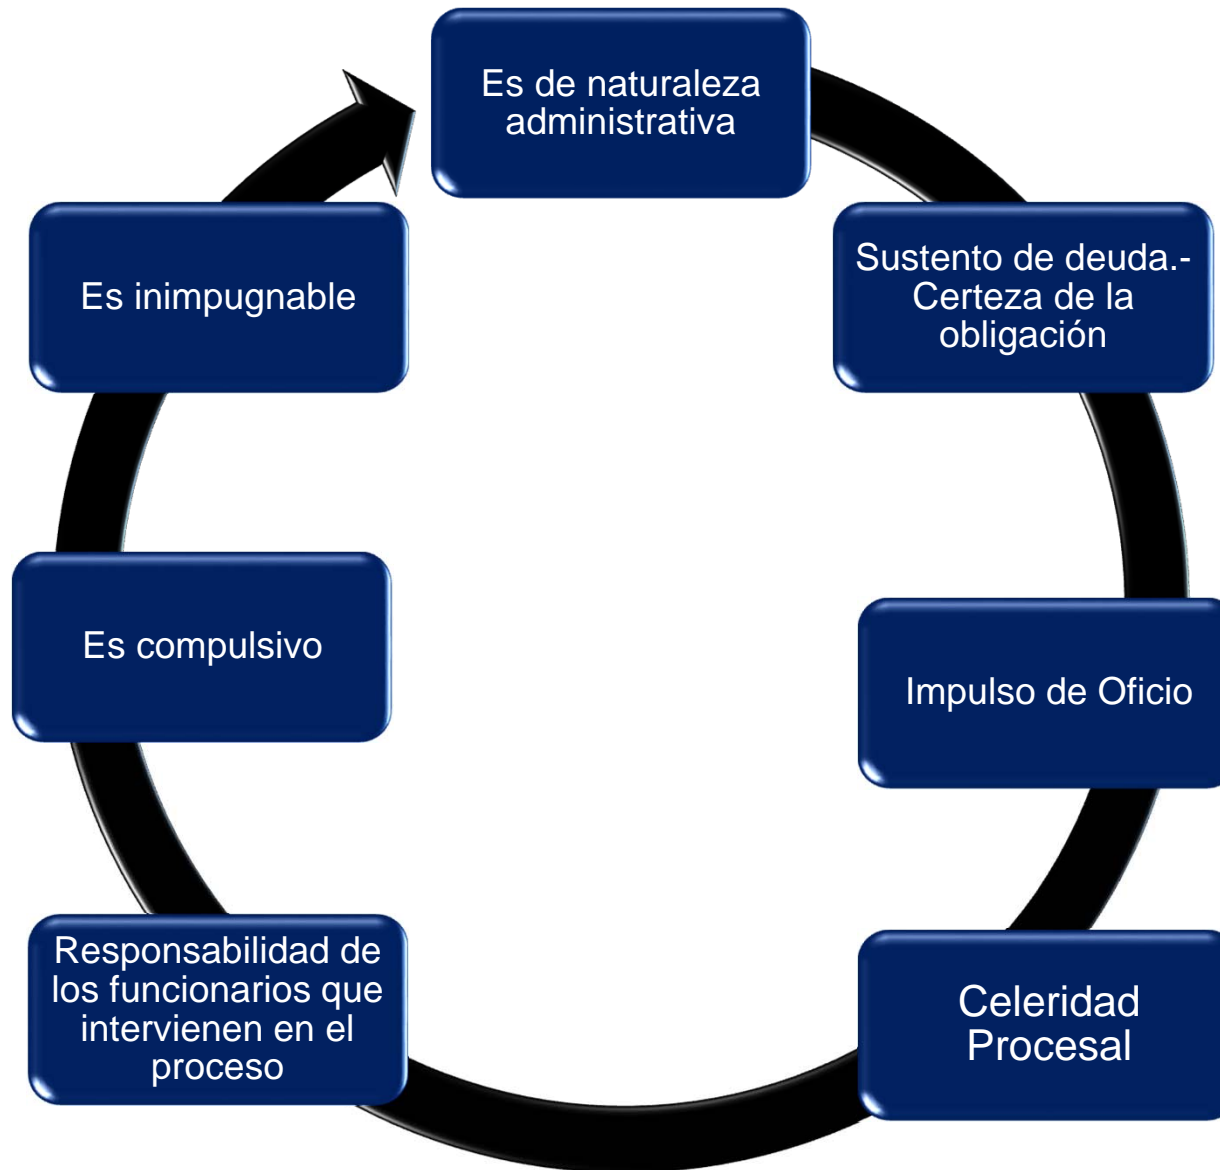 Es de naturaleza
administrativa
Sustento de deuda.-
Certeza de la
obligación
Impulso de Oficio
Celeridad
Procesal
Responsabilidad de
los funcionarios que
intervienen en el
proceso
Es compulsivo
Es inimpugnable